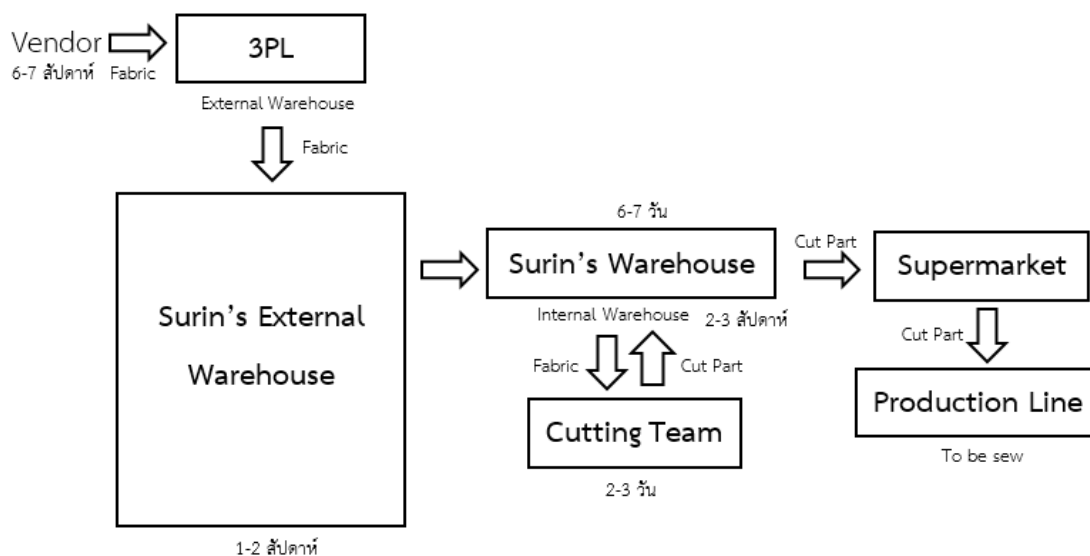 Vendor
6-7 สัปดาห์ Fabric
3PL
External Warehouse
Fabric
Surin's External
Warehouse
1-2 สัปดาห์
6-7 วัน
Surin's Warehouse
Internal Warehouse
2-3 สัปดาห์
Fabric
Cut Part
Cutting Team
2-3 วัน
Cut Part
Supermarket
Cut Part
Production Line
To be sew